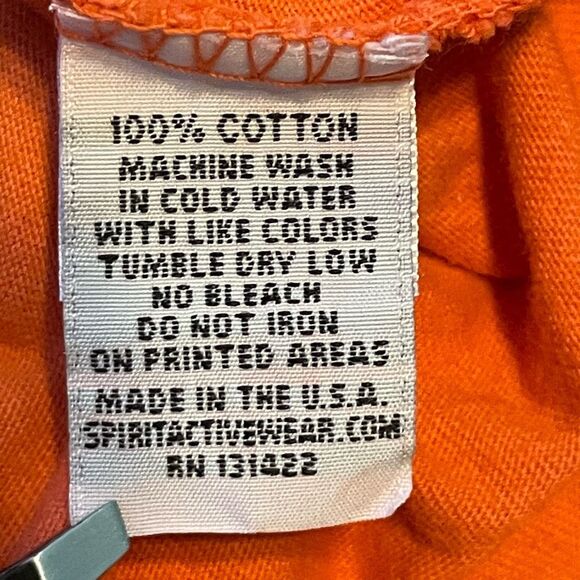 100% COTTON
MACHINE WASH
IN COLD WATER
WITH LIKE COLORS
TUMBLE DRY LOW
NO BLEACH
DO NOT IRON
ON PRINTED AREAS
MADE IN THE U.S.A.
SPIRITACTIVEWEAR.COM
RN 131422